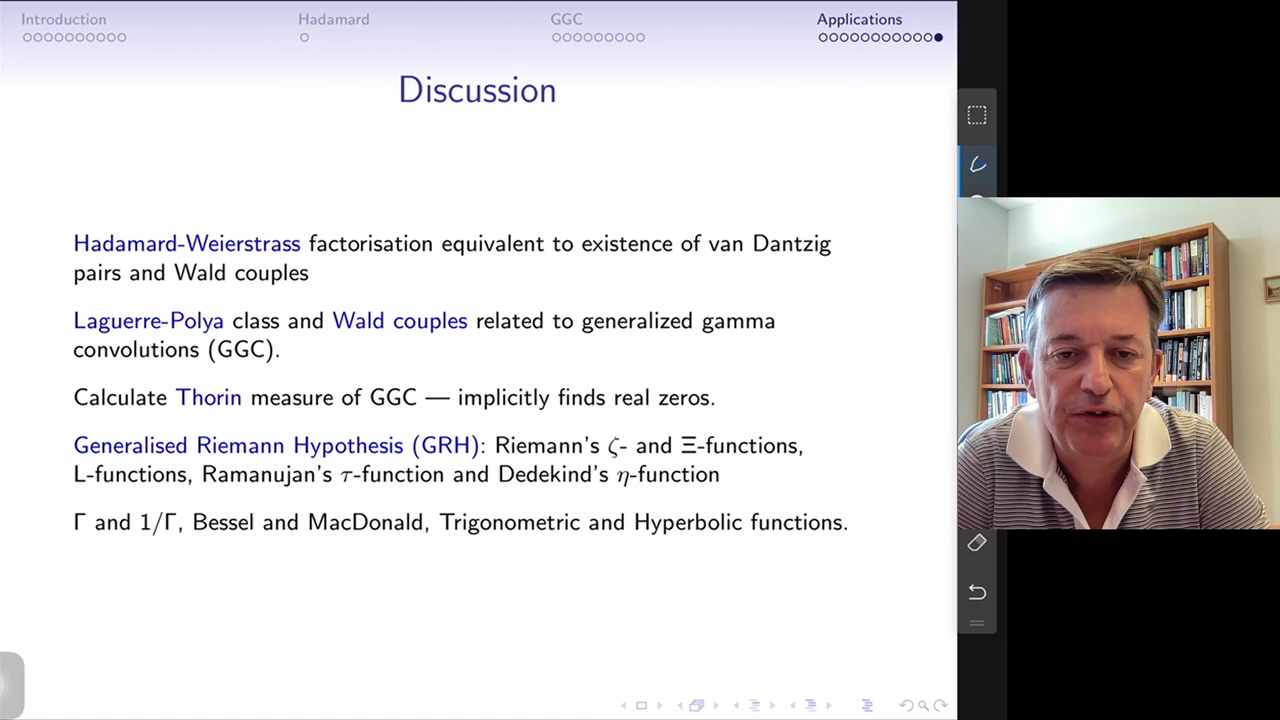 Introduction Hadamard GGC Applications
Discussion
Hadamard-Weierstrass factorisation equivalent to existence of van Dantzig
pairs and Wald couples
Laguerre-Polya class and Wald couples related to generalized gamma
convolutions (GGC).
Calculate Thorin measure of GGC — implicitly finds real zeros.
Generalised Riemann Hypothesis (GRH): Riemann's ζ- and Ξ-functions,
L-functions, Ramanujan's τ-function and Dedekind's η-function
Γ and 1/Γ, Bessel and MacDonald, Trigonometric and Hyperbolic functions.